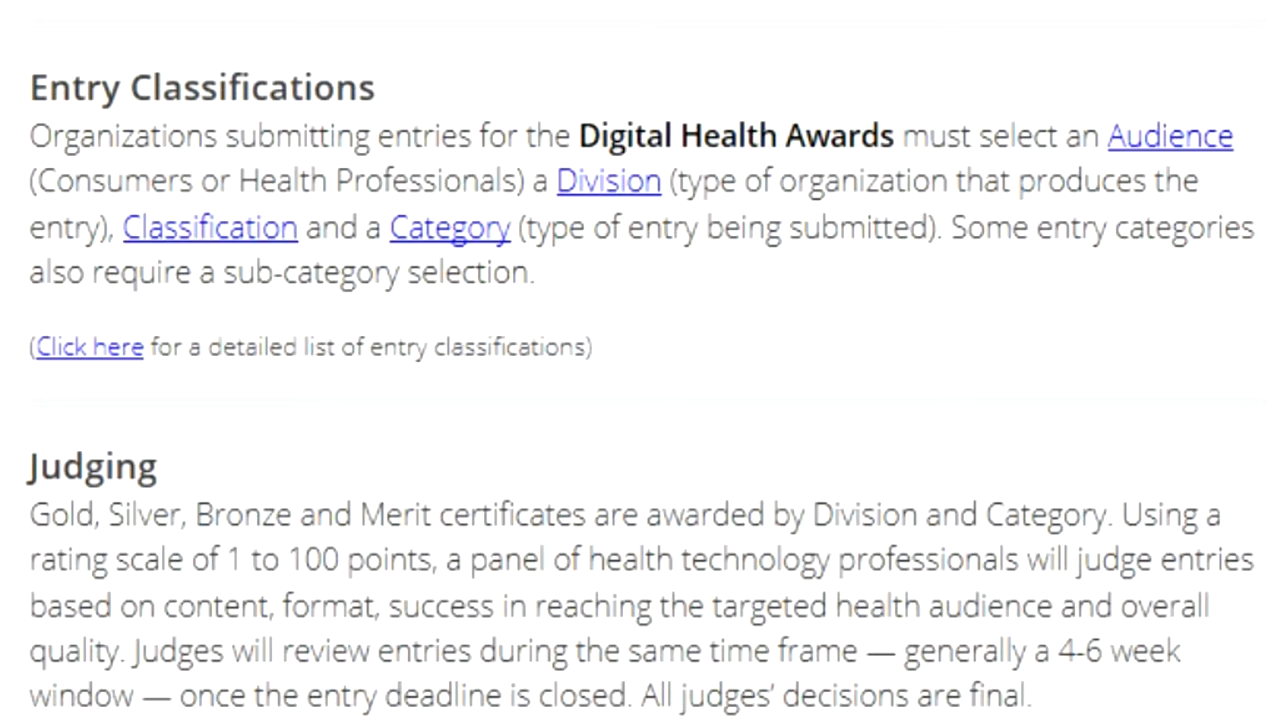 Entry Classifications
Organizations submitting entries for the Digital Health Awards must select an Audience
(Consumers or Health Professionals) a Division (type of organization that produces the
entry), Classification and a Category (type of entry being submitted). Some entry categories
also require a sub-category selection.
(Click here for a detailed list of entry classifications)
Judging
Gold, Silver, Bronze and Merit certificates are awarded by Division and Category. Using a
rating scale of 1 to 100 points, a panel of health technology professionals will judge entries
based on content, format, success in reaching the targeted health audience and overall
quality. Judges will review entries during the same time frame — generally a 4-6 week
window — once the entry deadline is closed. All judges’ decisions are final.